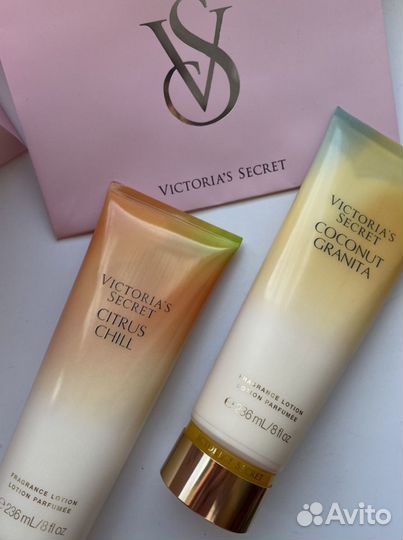 VS
VICTORIA'S SECRET
VICTORIA'S
SECRET
CITRUS
CHILL
FRAGRANCE LOTION
LOTION PARFUMÉE
236 mL/8 fl oz
VICTORIA'S
SECRET
COCONUT
GRANITA
FRAGRANCE LOTION
LOTION PARFUMÉE
℮236 mL/8 fl oz
SECRET
Avito